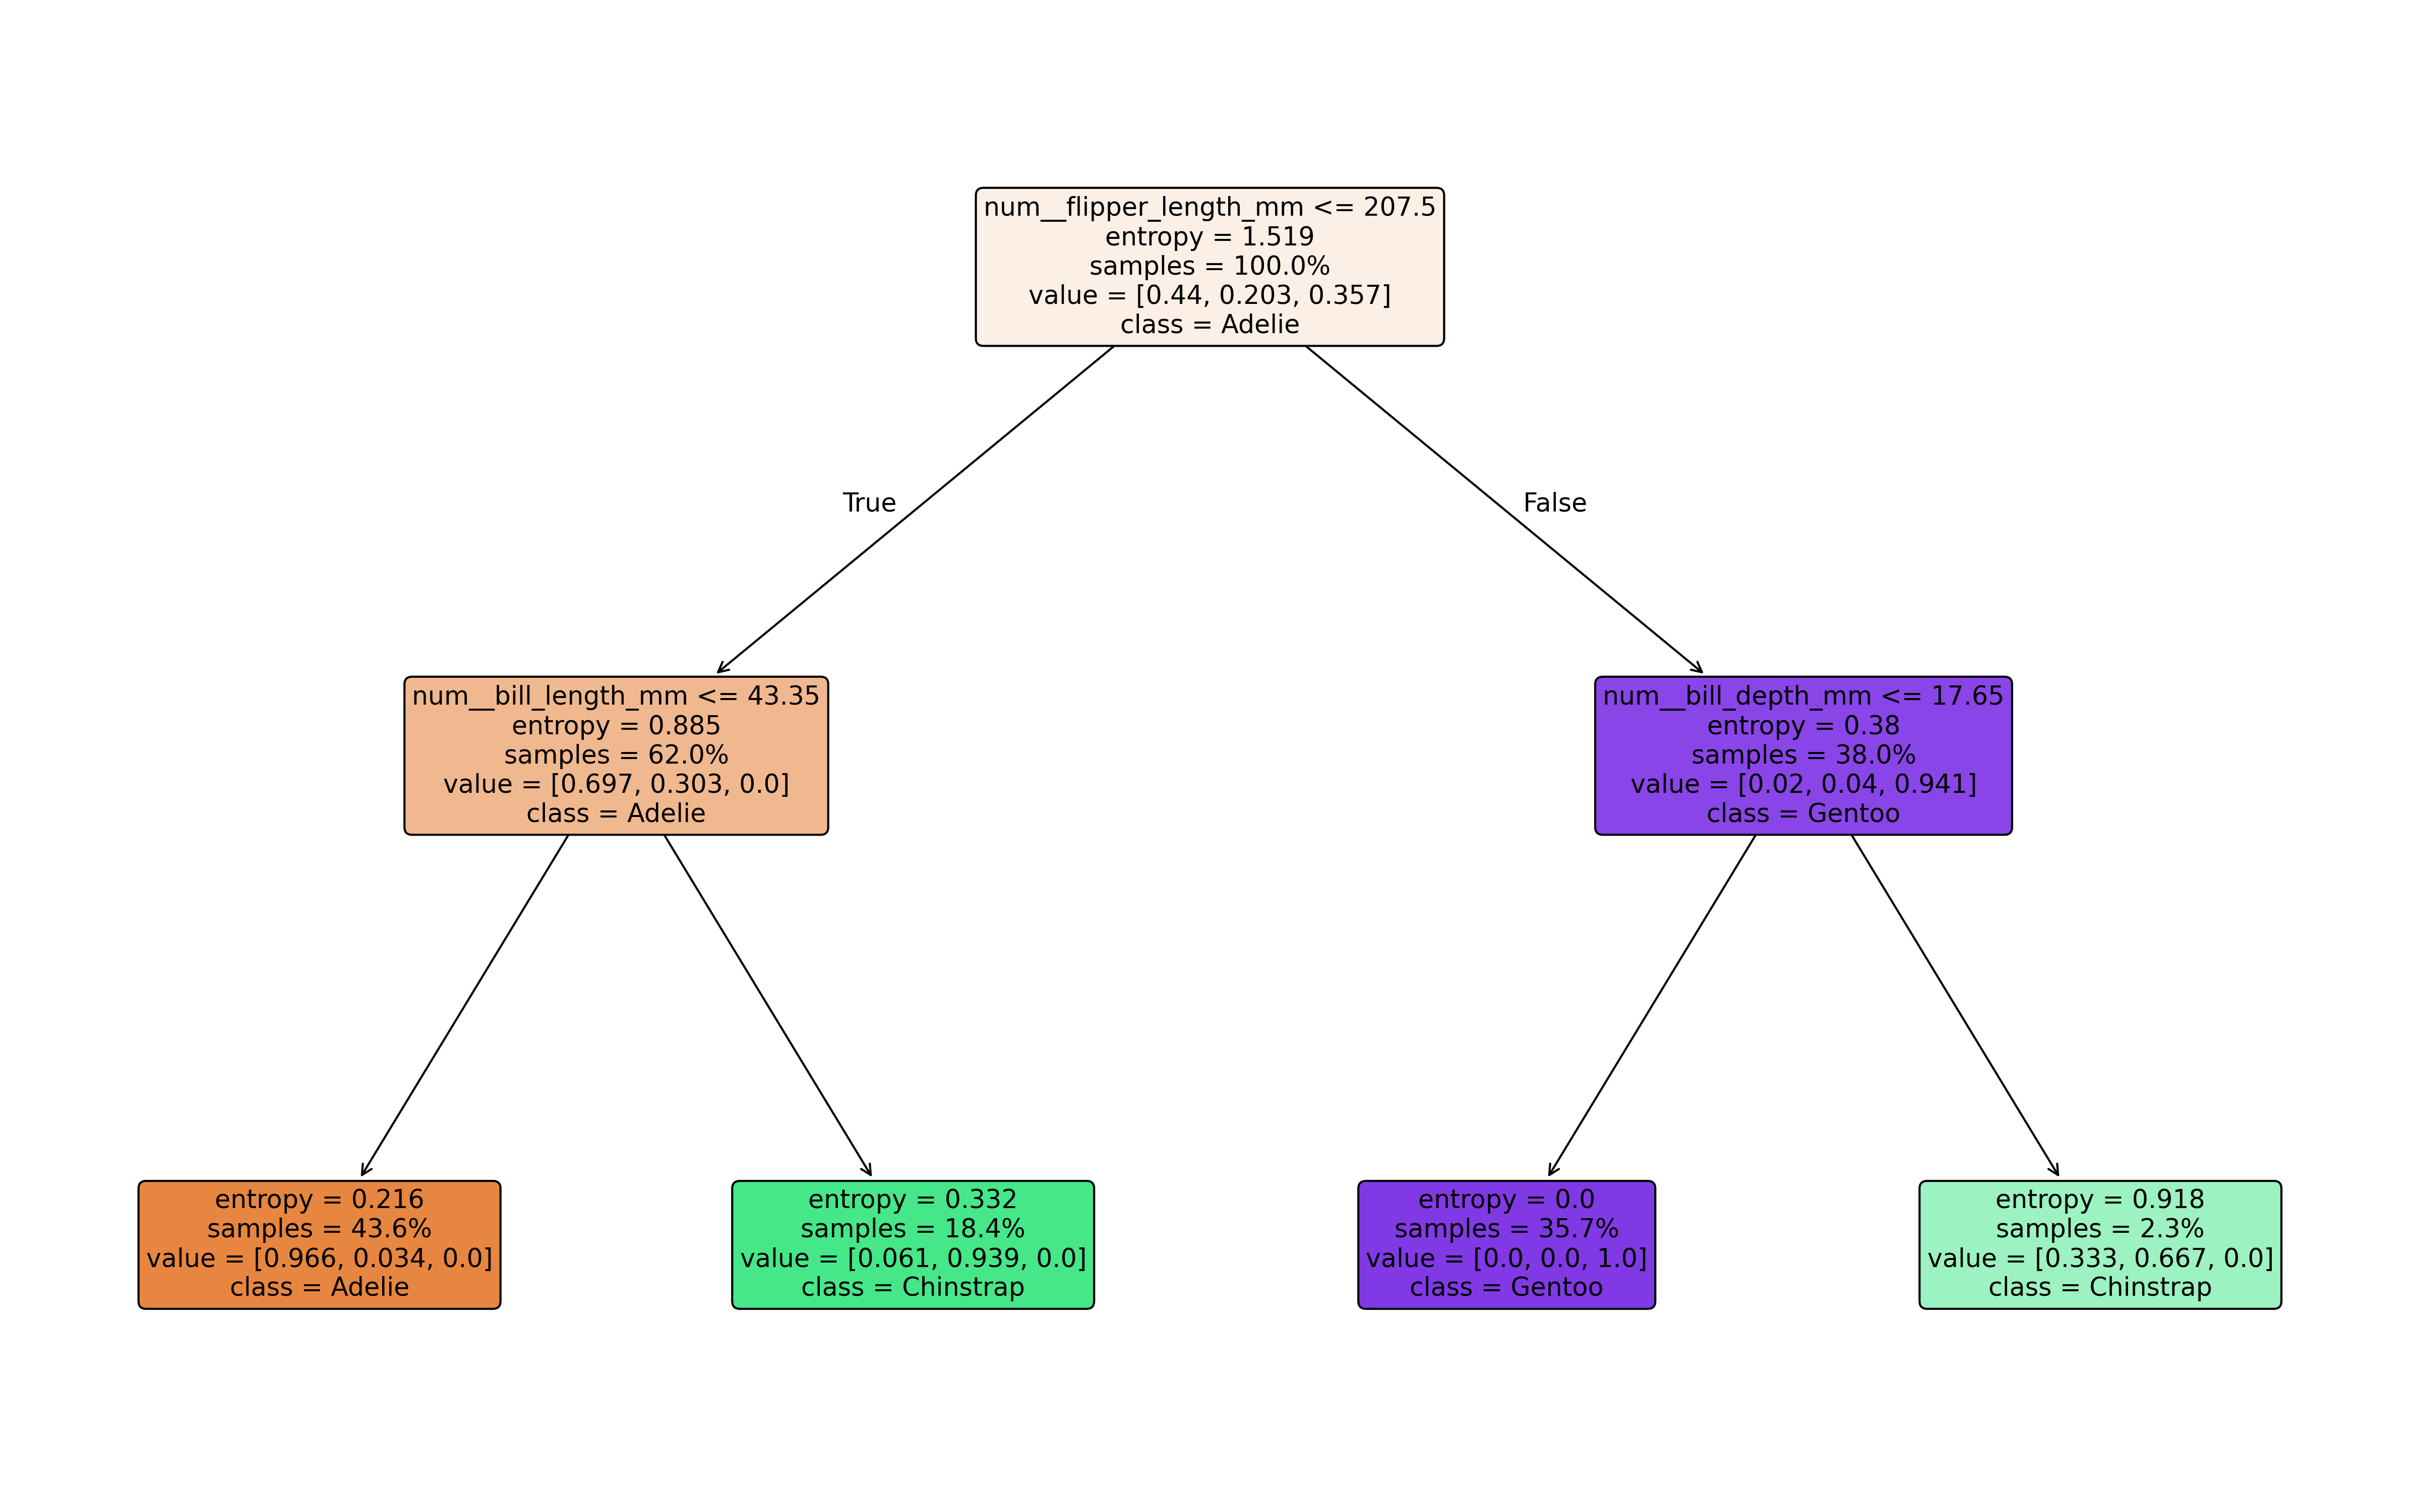 num__flipper_length_mm <= 207.5
entropy = 1.519
samples = 100.0%
value = [0.44, 0.203, 0.357]
class = Adelie
True
False
num__bill_length_mm <= 43.35
entropy = 0.885
samples = 62.0%
value = [0.697, 0.303, 0.0]
class = Adelie
num__bill_depth_mm <= 17.65
entropy = 0.38
samples = 38.0%
value = [0.02, 0.04, 0.941]
class = Gentoo
entropy = 0.216
samples = 43.6%
value = [0.966, 0.034, 0.0]
class = Adelie
entropy = 0.332
samples = 18.4%
value = [0.061, 0.939, 0.0]
class = Chinstrap
entropy = 0.0
samples = 35.7%
value = [0.0, 0.0, 1.0]
class = Gentoo
entropy = 0.918
samples = 2.3%
value = [0.333, 0.667, 0.0]
class = Chinstrap